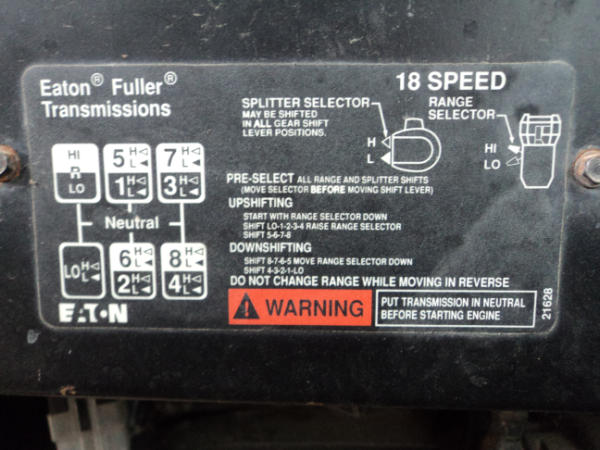 Eaton® Fuller®
Transmissions
18 SPEED
SPLITTER SELECTOR
MAY BE SHIFTED
IN ALL GEAR SHIFT
LEVER POSITIONS.
H
L
RANGE
SELECTOR
HI
LO
HI
R
LO
5 H L
1 H L
7 H L
3 H L
Neutral
LO H L
6 H L
2 H L
8 H L
4 H L
PRE-SELECT ALL RANGE AND SPLITTER SHIFTS
(MOVE SELECTOR BEFORE MOVING SHIFT LEVER)
UPSHIFTING
START WITH RANGE SELECTOR DOWN
SHIFT LO-1-2-3-4 RAISE RANGE SELECTOR
SHIFT 5-6-7-8
DOWNSHIFTING
SHIFT 8-7-6-5 MOVE RANGE SELECTOR DOWN
SHIFT 4-3-2-1-LO
DO NOT CHANGE RANGE WHILE MOVING IN REVERSE
WARNING
PUT TRANSMISSION IN NEUTRAL
BEFORE STARTING ENGINE
EATON
21628